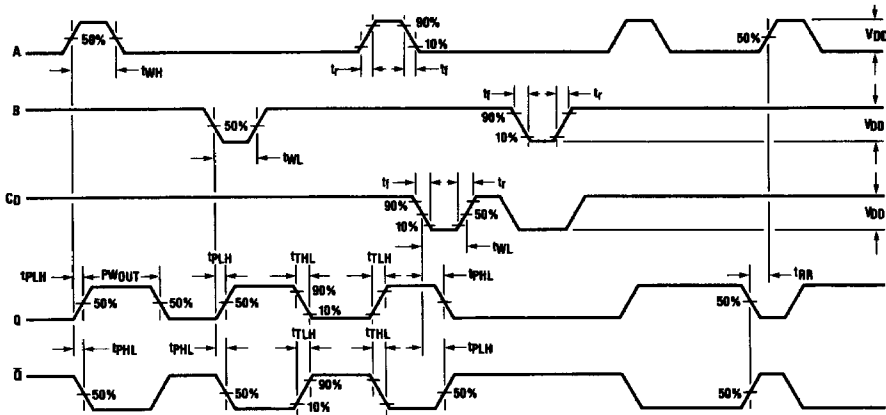 A 50% tWH 90% 10% tr tf 50% VDD
B 50% tWL tf tr 90% 10% VDD
CD tf tr 90% 10% 50% tWL VDD
tPLH PWOUT tPLH tTHL tTLH tPHL tRR
Q 50% 50% 50% 90% 10% 50%
tPHL tPHL tTLH tTHL tPLH
Q̅ 50% 50% 90% 10% 50% 50%